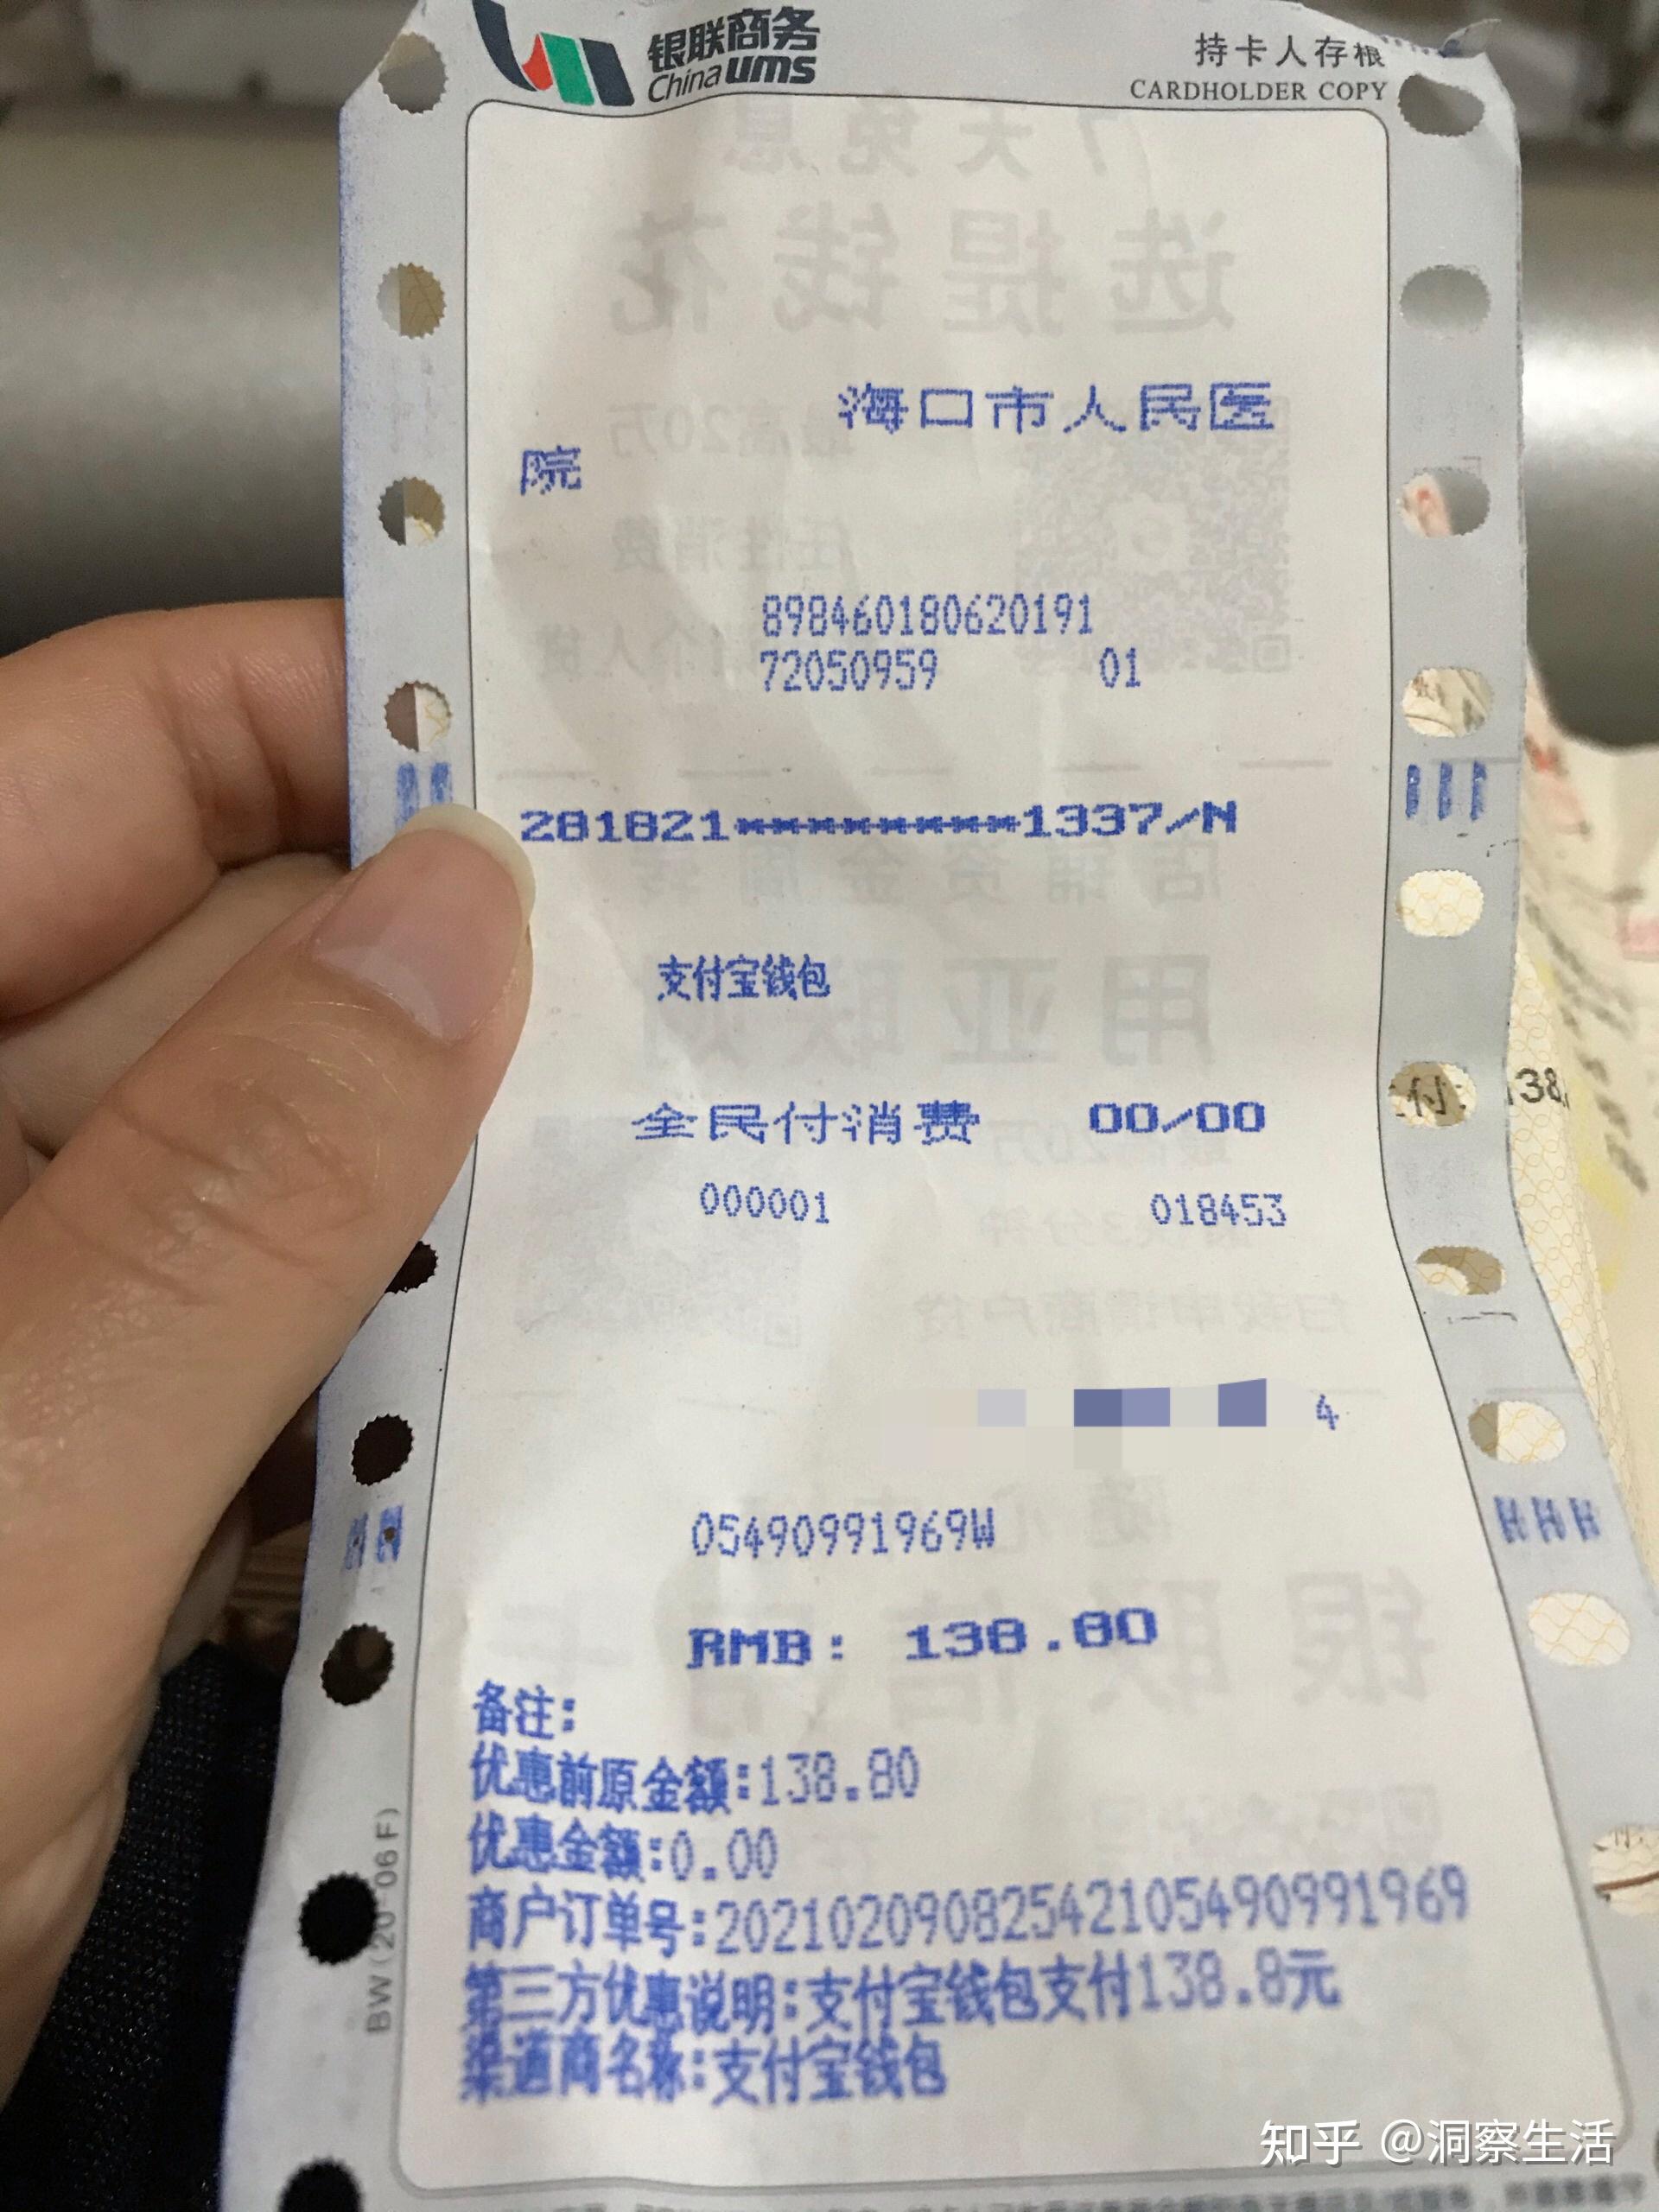 银联商务
China ums
持卡人存根
CARDHOLDER COPY
海口市人民医
院
898460180620191
72050959 01
281821*********1337/N
支付宝钱包
全民付消费 00/00
000001 018453
4
05490991969W
RMB: 138.80
备注:
优惠前原金额:138.80
优惠金额:0.00
商户订单号:20210209082542105490991969
第三方优惠说明:支付宝钱包支付138.8元
渠道商名称:支付宝钱包
BW(20-06F)
付: 138.
知乎 @洞察生活